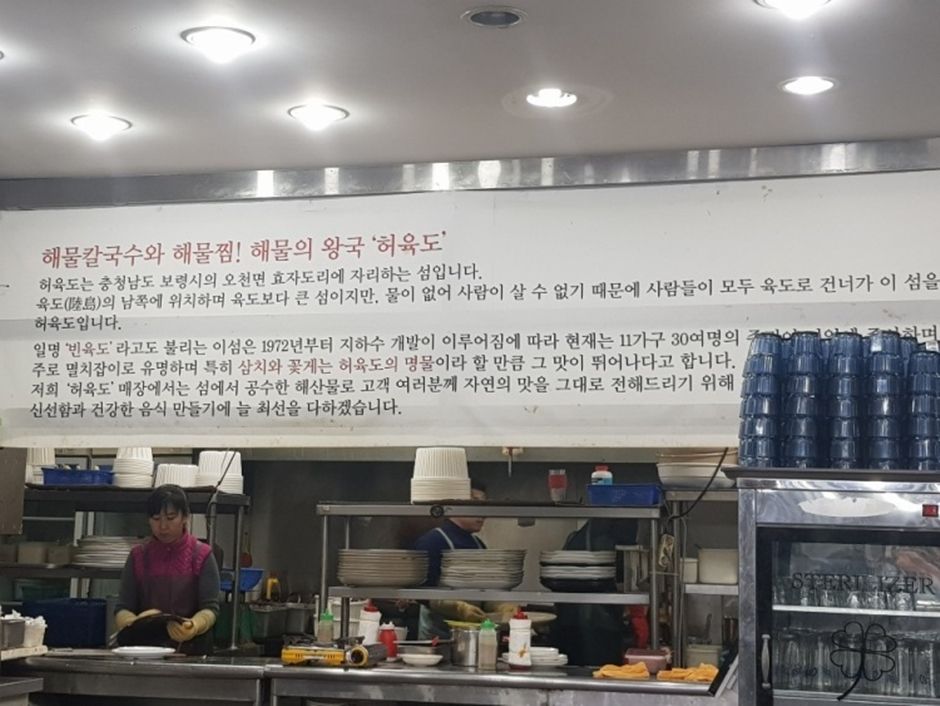 해물칼국수와 해물찜! 해물의 왕국 '허육도'
허육도는 충청남도 보령시의 오천면 효자도리에 자리하는 섬입니다.
육도(陸島)의 남쪽에 위치하며 육도보다 큰 섬이지만, 물이 없어 사람이 살 수 없기 때문에 사람들이 모두 육도로 건너가 이 섬을
허육도입니다.
일명 '빈육도' 라고도 불리는 이섬은 1972년부터 지하수 개발이 이루어짐에 따라 현재는 11가구 30여명의
주로 멸치잡이로 유명하며 특히 삼치와 꽃게는 허육도의 명물이라 할 만큼 그 맛이 뛰어나다고 합니다.
저희 '허육도' 매장에서는 섬에서 공수한 해산물로 고객 여러분께 자연의 맛을 그대로 전해드리기 위해
신선함과 건강한 음식 만들기에 늘 최선을 다하겠습니다.
STERILIZER